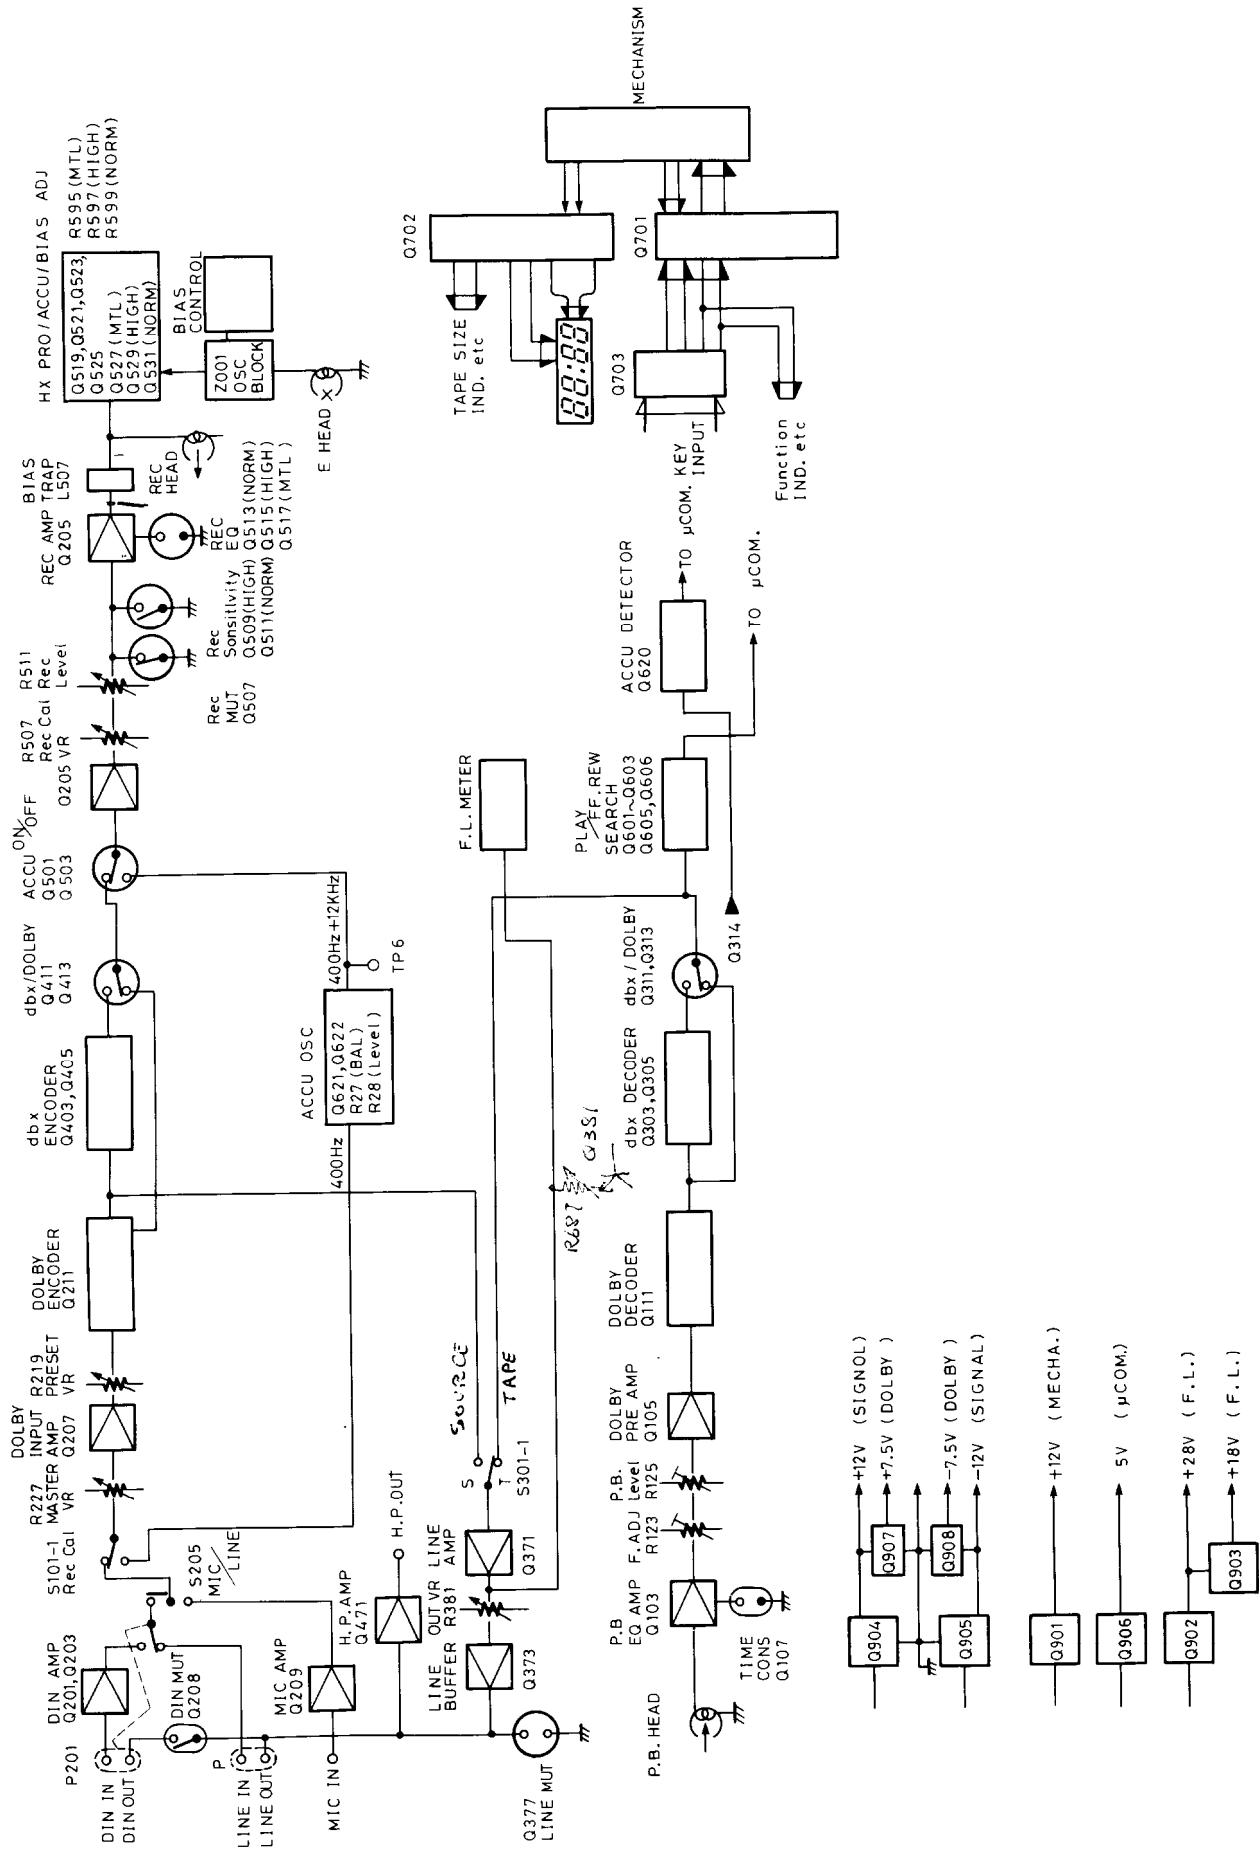 P201
DIN IN
DIN OUT
DIN AMP
Q201,Q203
DIN MUT
Q208
P
LINE IN
LINE OUT
MIC IN
MIC AMP
Q209
S205
MIC/LINE
S101-1
Rec Cal
R227
MASTER
VR
DOLBY
INPUT
AMP
Q207
R219
PRESET
VR
DOLBY
ENCODER
Q211
dbx
ENCODER
Q403,Q405
dbx/DOLBY
Q411
Q413
ACCU ON/OFF
Q501
Q503
Q205
R507
Rec Cal
VR
R511
Rec
Level
Rec
MUT
Q507
Rec
Sonsitlvity
Q509(HIGH)
Q511(NORM)
REC AMP
Q205
REC
EQ
Q513(NORM)
Q515(HIGH)
Q517(MTL)
BIAS
TRAP
L507
REC
HEAD
HX PRO/ACCU/BIAS ADJ
Q519,Q521,Q523,
Q525
Q527(MTL)
Q529(HIGH)
Q531(NORM)
R595(MTL)
R597(HIGH)
R599(NORM)
BIAS
CONTROL
Z001
OSC
BLOCK
E HEAD
400Hz
ACCU OSC
Q621,Q622
R27(BAL)
R28(Level)
400Hz+12KHz
TP6
H.P.AMP
Q471
H.P.OUT
Q377
LINE MUT
LINE
BUFFER
Q373
OUT VR
R381
LINE
AMP
Q371
S
T
S301-1
SOURCE
TAPE
R687
Q381
F.L.METER
P.B.HEAD
P.B
EQ AMP
Q103
TIME
CONS
Q107
F.ADJ
R123
P.B.
Level
R125
DOLBY
PRE AMP
Q105
DOLBY
DECODER
Q111
dbx DECODER
Q303,Q305
dbx/DOLBY
Q311,Q313
Q314
PLAY/FF.REW
SEARCH
Q601~Q603
Q605,Q606
TO μCOM.
ACCU DETECTOR
Q620
TO μCOM.
KEY
INPUT
Q703
Function
IND. etc
Q701
Q702
TAPE SIZE
IND. etc
88:88
MECHANISM
Q904
Q907
Q908
Q905
+12V (SIGNOL)
+7.5V (DOLBY)
-7.5V (DOLBY)
-12V (SIGNAL)
Q901
+12V (MECHA.)
Q906
5V (μCOM.)
Q902
+28V (F.L.)
Q903
+18V (F.L.)